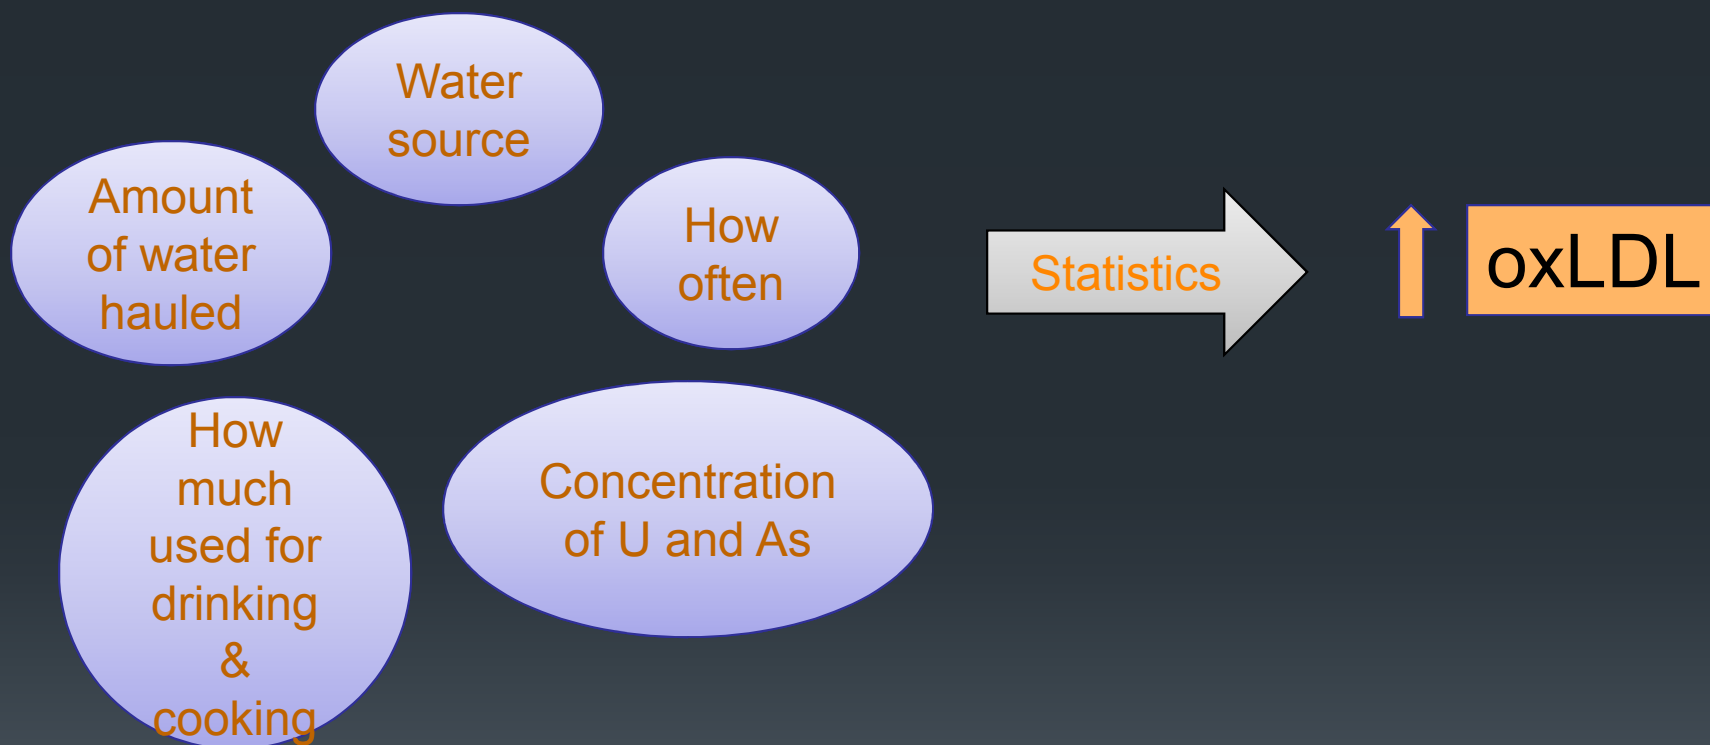 Water
source
Amount
of water
hauled
How
often
Statistics
oxLDL
How
much
used for
drinking
&
cooking
Concentration
of U and As